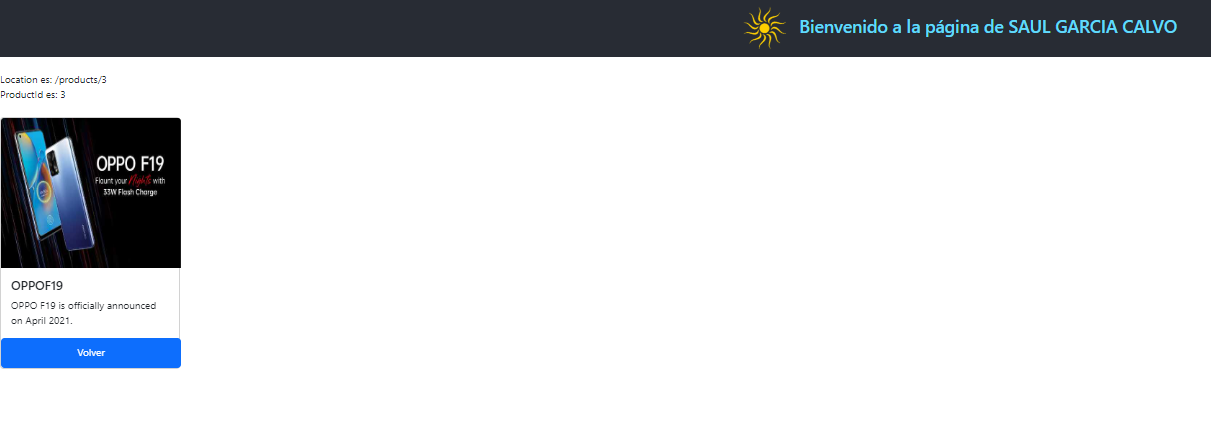 Bienvenido a la página de SAUL GARCIA CALVO
Location es: /products/3
ProductId es: 3
OPPO F19
Flaunt your Nights with
33W Flash Charge
OPPOF19
OPPO F19 is officially announced
on April 2021.
Volver